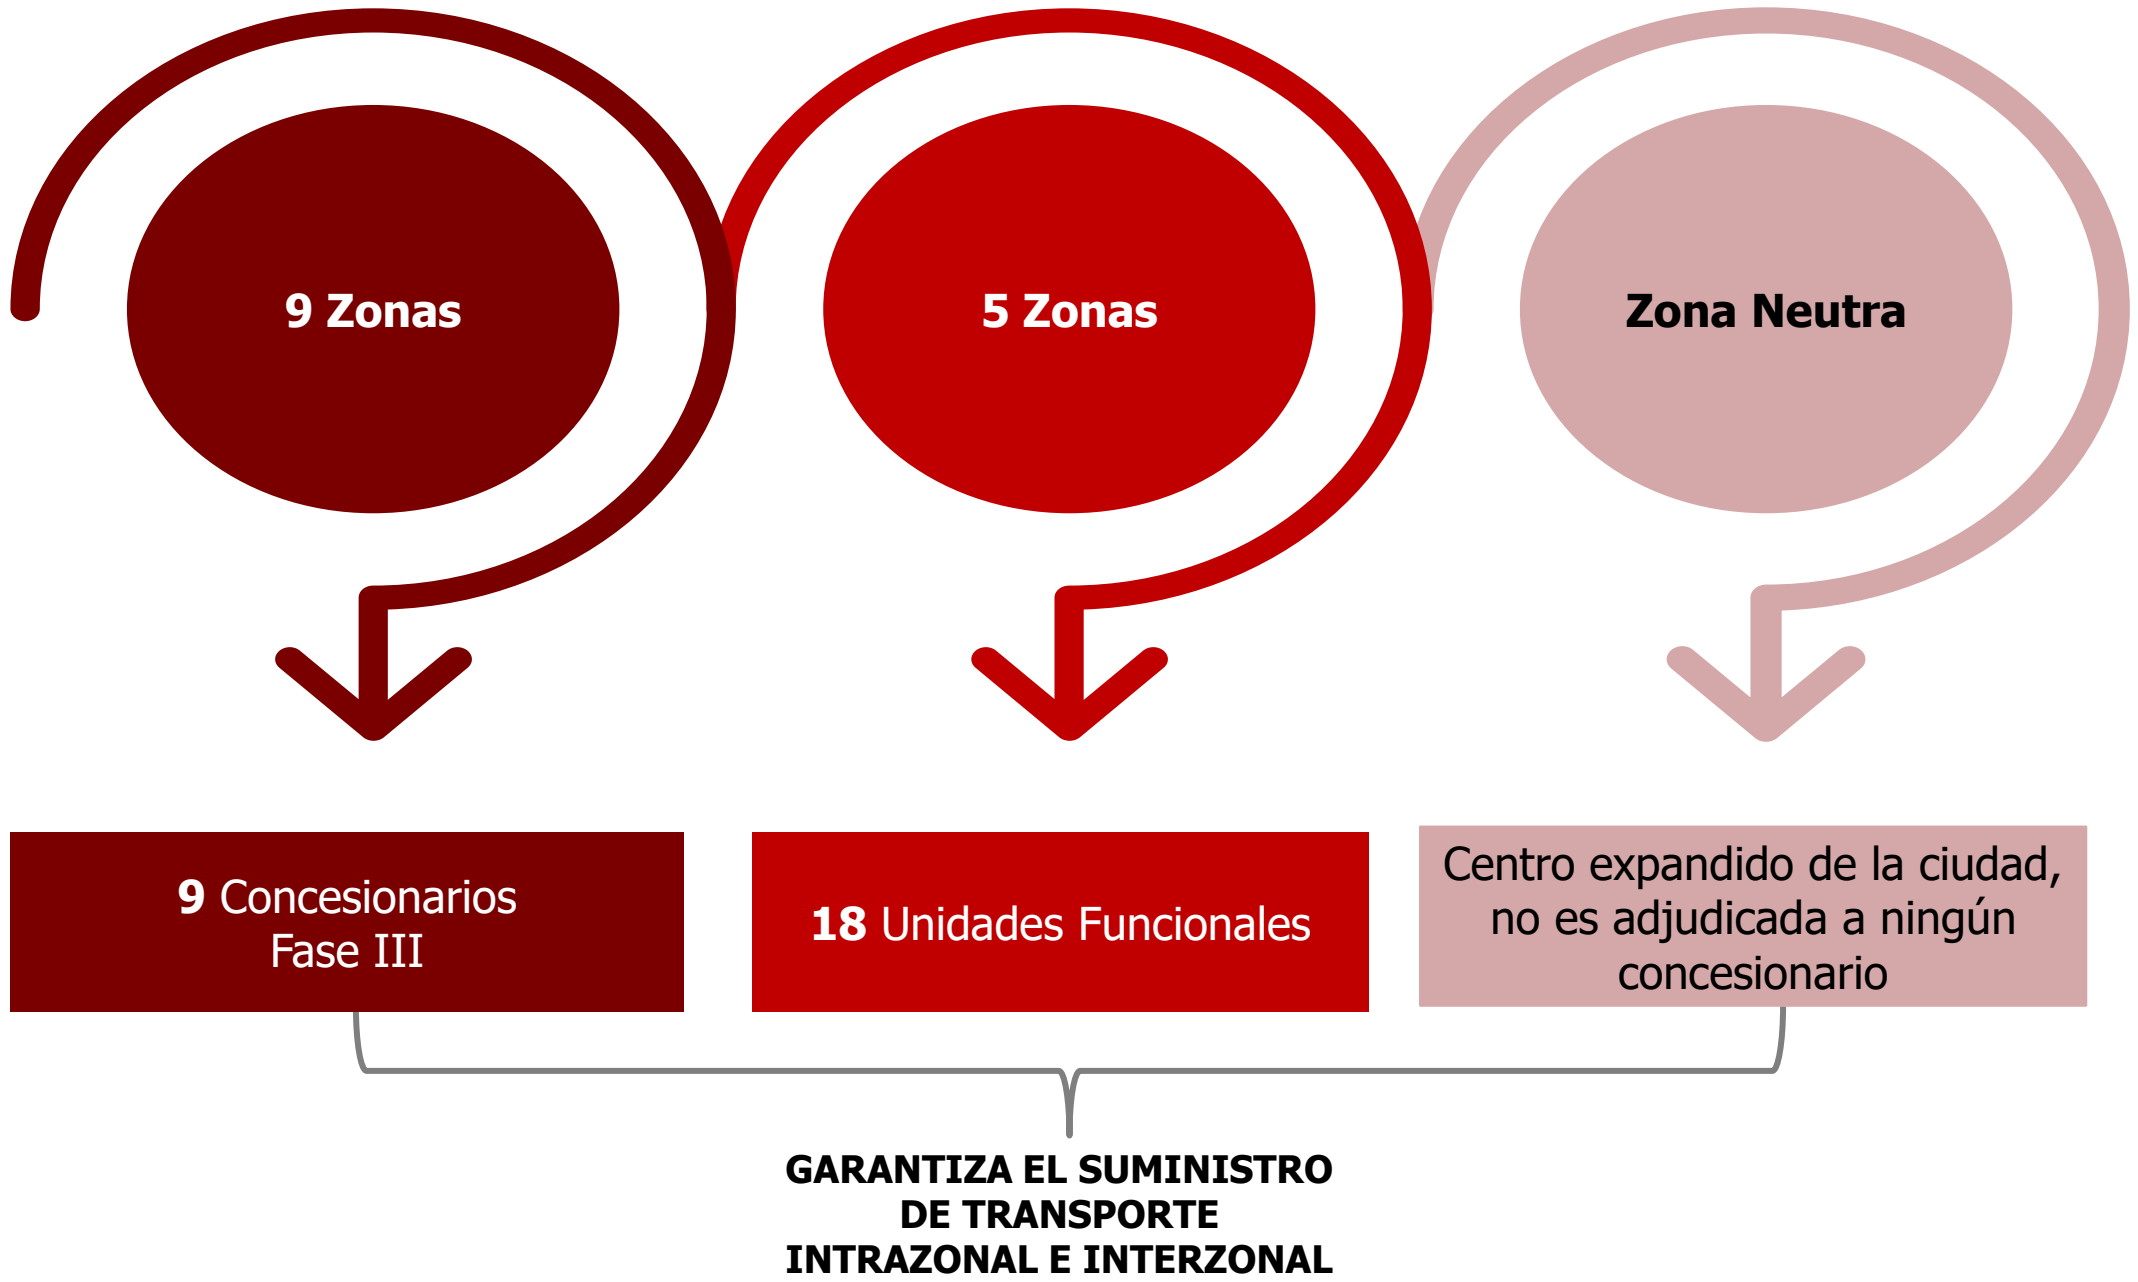 9 Zonas
5 Zonas
Zona Neutra
9 Concesionarios
Fase III
18 Unidades Funcionales
Centro expandido de la ciudad,
no es adjudicada a ningún
concesionario
GARANTIZA EL SUMINISTRO
DE TRANSPORTE
INTRAZONAL E INTERZONAL